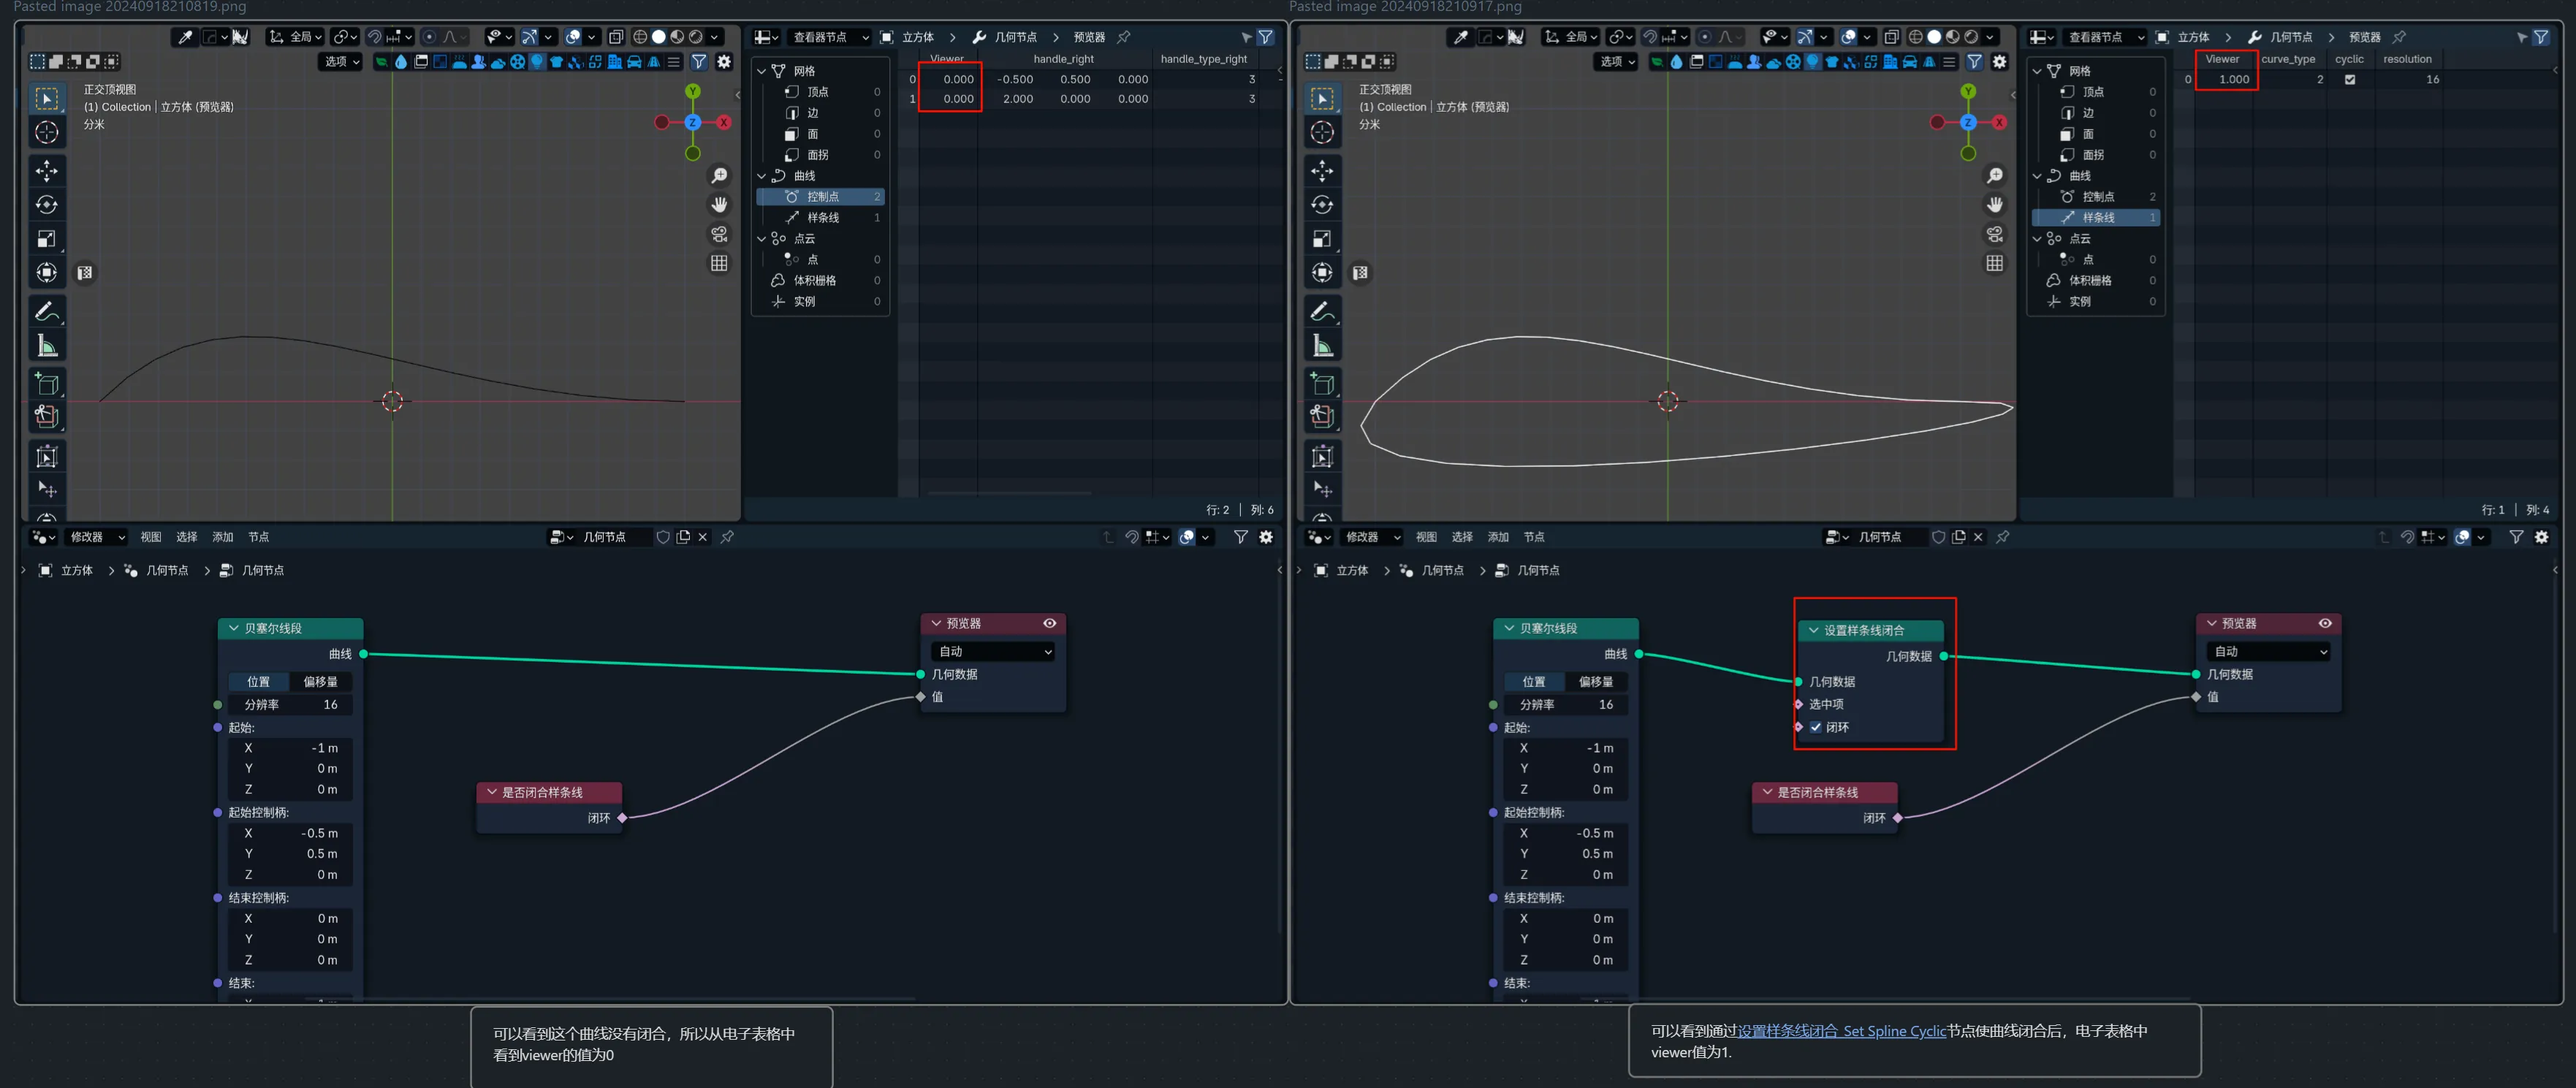 Pasted image 20240918210819.png
全局
选项
正交顶视图
(1) Collection | 立方体 (预览器)
分米
Y
Z
X
查看器节点
立方体
几何节点
预览器
网格
顶点 0
边 0
面 0
面拐 0
曲线
控制点 2
样条线 1
点云
点 0
体积栅格 0
实例 0
Viewer handle_right handle_type_right
0 0.000 -0.500 0.500 0.000 3
1 0.000 2.000 0.000 0.000 3
行: 2 | 列: 6
修改器 视图 选择 添加 节点
几何节点
立方体 > 几何节点 > 几何节点
贝塞尔线段
曲线
位置 偏移量
分辨率 16
起始:
X -1 m
Y 0 m
Z 0 m
起始控制柄:
X -0.5 m
Y 0.5 m
Z 0 m
结束控制柄:
X 0 m
Y 0 m
Z 0 m
结束:
是否闭合样条线
闭环
预览器
自动
几何数据
值
可以看到这个曲线没有闭合，所以从电子表格中
看到viewer的值为0
Pasted image 20240918210917.png
全局
选项
正交顶视图
(1) Collection | 立方体 (预览器)
分米
Y
Z
X
查看器节点
立方体
几何节点
预览器
网格
顶点 0
边 0
面 0
面拐 0
曲线
控制点 2
样条线 1
点云
点 0
体积栅格 0
实例 0
Viewer curve_type cyclic resolution
0 1.000 2 16
行: 1 | 列: 4
修改器 视图 选择 添加 节点
几何节点
立方体 > 几何节点 > 几何节点
贝塞尔线段
曲线
位置 偏移量
分辨率 16
起始:
X -1 m
Y 0 m
Z 0 m
起始控制柄:
X -0.5 m
Y 0.5 m
Z 0 m
结束控制柄:
X 0 m
Y 0 m
Z 0 m
结束:
设置样条线闭合
几何数据
几何数据
选中项
闭环
是否闭合样条线
闭环
预览器
自动
几何数据
值
可以看到通过设置样条线闭合 Set Spline Cyclic节点使曲线闭合后，电子表格中
viewer值为1.